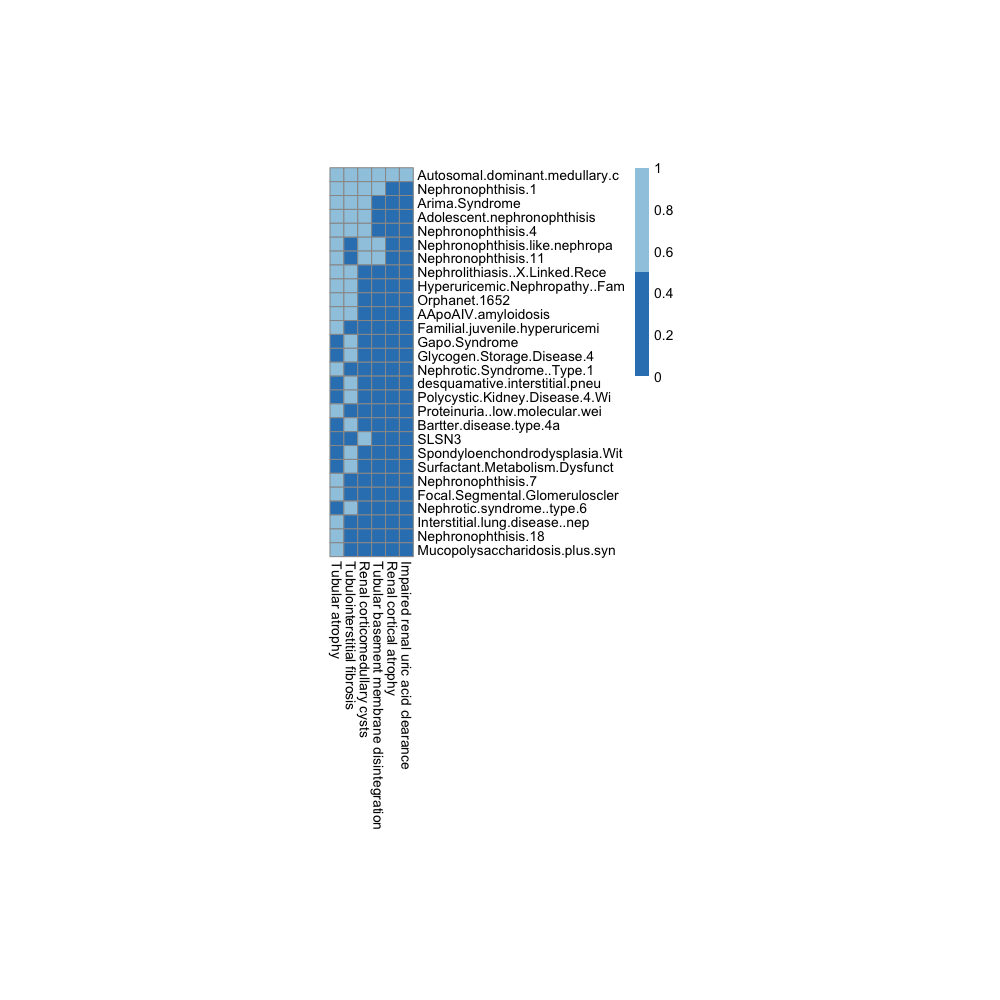 Autosomal.dominant.medullary.c
Nephronophthisis.1
Arima.Syndrome
Adolescent.nephronophthisis
Nephronophthisis.4
Nephronophthisis.like.nephropa
Nephronophthisis.11
Nephrolithiasis..X.Linked.Rece
Hyperuricemic.Nephropathy..Fam
Orphanet.1652
AApoAIV.amyloidosis
Familial.juvenile.hyperuricemi
Gapo.Syndrome
Glycogen.Storage.Disease.4
Nephrotic.Syndrome..Type.1
desquamative.interstitial.pneu
Polycystic.Kidney.Disease.4.Wi
Proteinuria..low.molecular.wei
Bartter.disease.type.4a
SLSN3
Spondyloenchondrodysplasia.Wit
Surfactant.Metabolism.Dysfunct
Nephronophthisis.7
Focal.Segmental.Glomeruloscler
Nephrotic.syndrome..type.6
Interstitial.lung.disease..nep
Nephronophthisis.18
Mucopolysaccharidosis.plus.syn
1
0.8
0.6
0.4
0.2
0
Tubular atrophy
Tubulointerstitial fibrosis
Renal corticomedullary cysts
Tubular basement membrane disintegration
Renal cortical atrophy
Impaired renal uric acid clearance